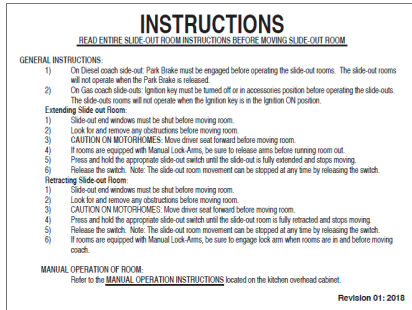 INSTRUCTIONS
READ ENTIRE SLIDE-OUT ROOM INSTRUCTIONS BEFORE MOVING SLIDE-OUT ROOM
GENERAL INSTRUCTIONS:
1) On Diesel coach side-out: Park Brake must be engaged before operating the slide-out rooms. The slide-out rooms
will not operate when the Park Brake is released.
2) On Gas coach slide-outs: Ignition key must be turned off or in accessories position before operating the slide-out.
The slide-outs rooms will not operate when the Ignition key is in the Ignition ON position.
Extending Slide out Room:
1) Slide-out end windows must be shut before moving room.
2) Look for and remove any obstructions before moving room.
3) CAUTION ON MOTORHOMES: Move driver seat forward before moving room.
4) If rooms are equipped with Manual Lock-Arms, be sure to release arms before running room out.
5) Press and hold the appropriate slide-out switch until the slide-out is fully extended and stops moving.
6) Release the switch. Note: The slide-out room movement can be stopped at any time by releasing the switch.
Retracting Slide-out Room:
1) Slide-out end windows must be shut before moving room.
2) Look for and remove any obstructions before moving room.
3) CAUTION ON MOTORHOMES: Move driver seat forward before moving room.
4) Press and hold the appropriate slide-out switch until the slide-out room is fully retracted and stops moving.
5) Release the switch. Note: The slide-out room movement can be stopped at any time by releasing the switch.
6) If rooms are equipped with Manual Lock-Arms, be sure to engage lock arm when rooms are in and before moving
coach.
MANUAL OPERATION OF ROOM:
Refer to the MANUAL OPERATION INSTRUCTIONS located on the kitchen overhead cabinet.
Revision 01: 2018